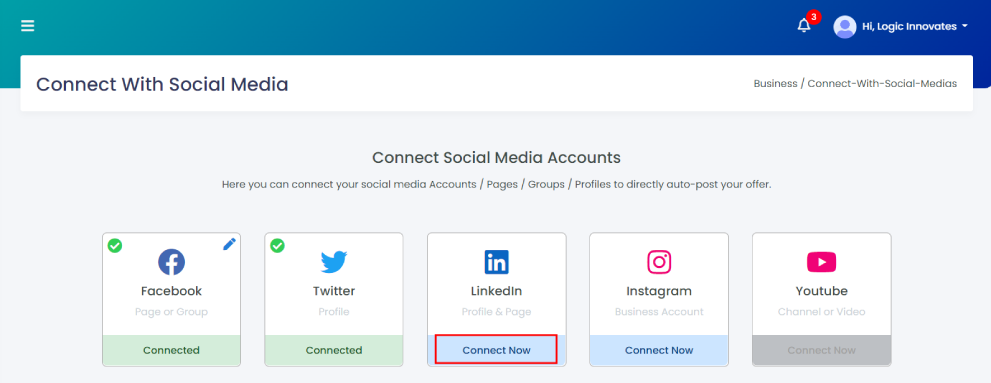 3
Hi, Logic Innovates
Connect With Social Media
Business / Connect-With-Social-Medias
Connect Social Media Accounts
Here you can connect your social media Accounts / Pages / Groups / Profiles to directly auto-post your offer.
Facebook
Page or Group
Connected
Twitter
Profile
Connected
in
LinkedIn
Profile & Page
Connect Now
Instagram
Business Account
Connect Now
Youtube
Channel or Video
Connect Now